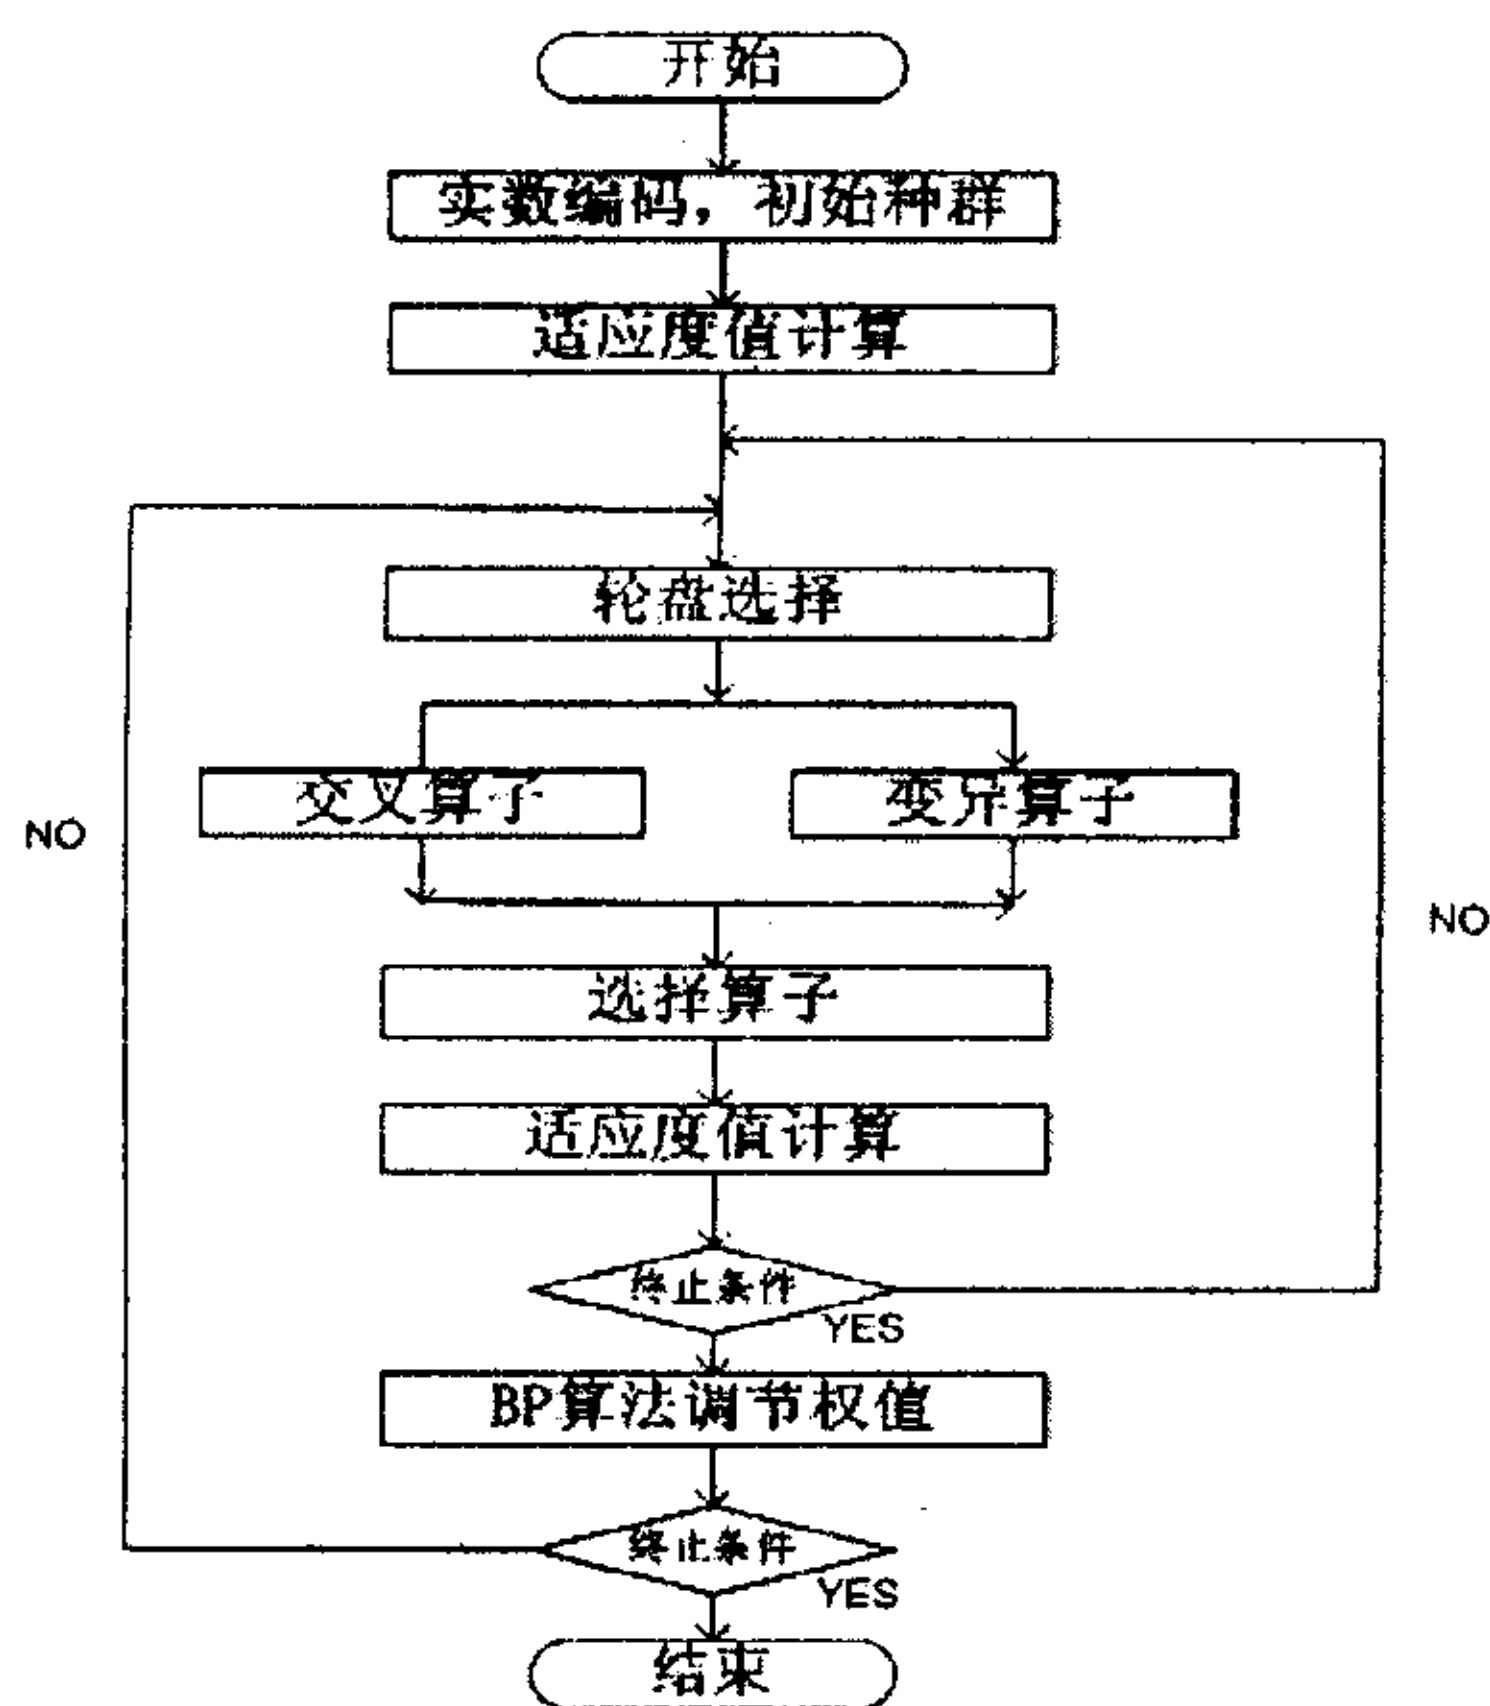 开始
实数编码，初始种群
适应度值计算
轮盘选择
交叉算子
变异算子
NO
NO
选择算子
适应度值计算
终止条件
YES
BP算法调节权值
终止条件
YES
结束